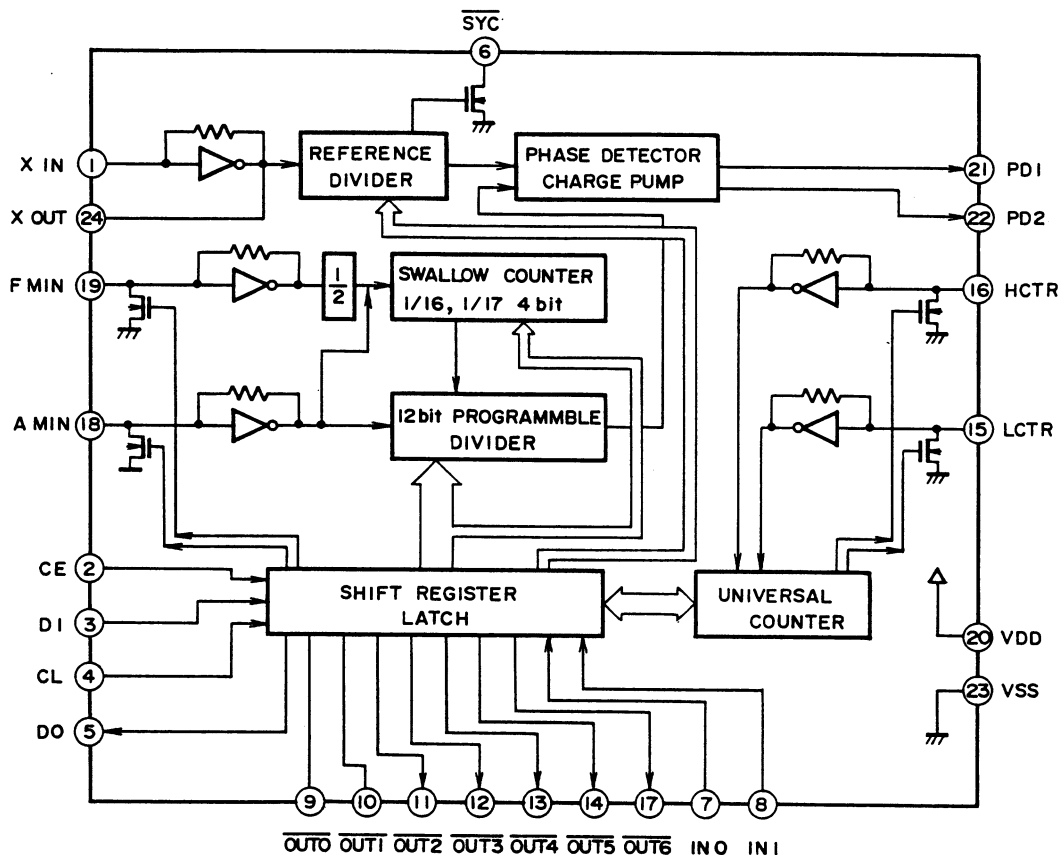 SYC
6
X IN 1
X OUT 24
REFERENCE
DIVIDER
PHASE DETECTOR
CHARGE PUMP
21 PD1
22 PD2
F MIN 19
1
2
SWALLOW COUNTER
1/16, 1/17 4bit
16 HCTR
A MIN 18
12bit PROGRAMMBLE
DIVIDER
15 LCTR
CE 2
DI 3
CL 4
DO 5
SHIFT REGISTER
LATCH
UNIVERSAL
COUNTER
20 VDD
23 VSS
9 10 11 12 13 14 17 7 8
OUT0 OUT1 OUT2 OUT3 OUT4 OUT5 OUT6 IN0 IN1